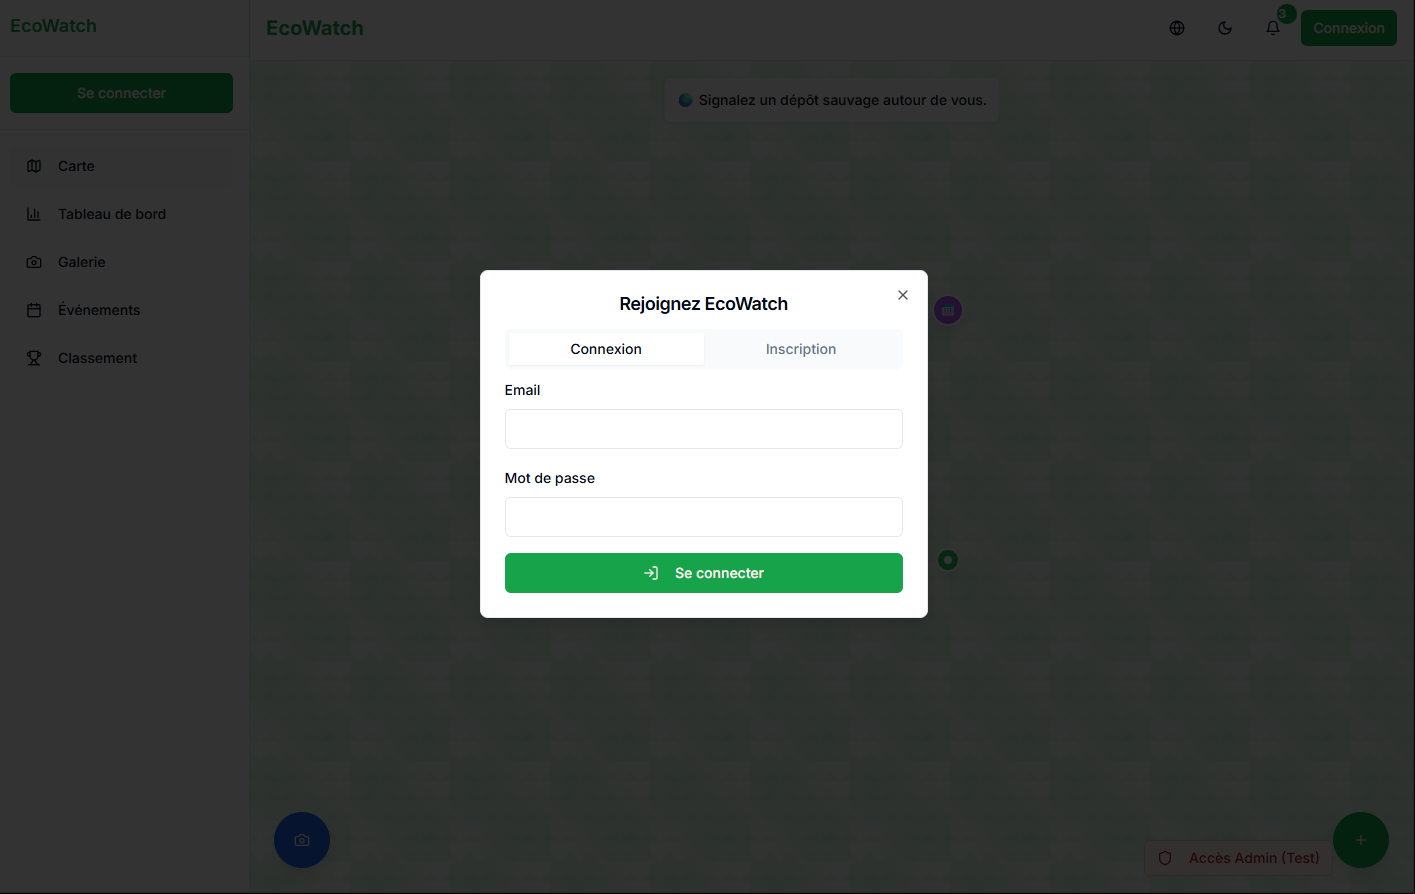 EcoWatch
Se connecter
Carte
Tableau de bord
Galerie
Événements
Classement
EcoWatch
3
Connexion
Signalez un dépôt sauvage autour de vous.
Rejoignez EcoWatch
Connexion
Inscription
Email
Mot de passe
Se connecter
Accès Admin (Test)